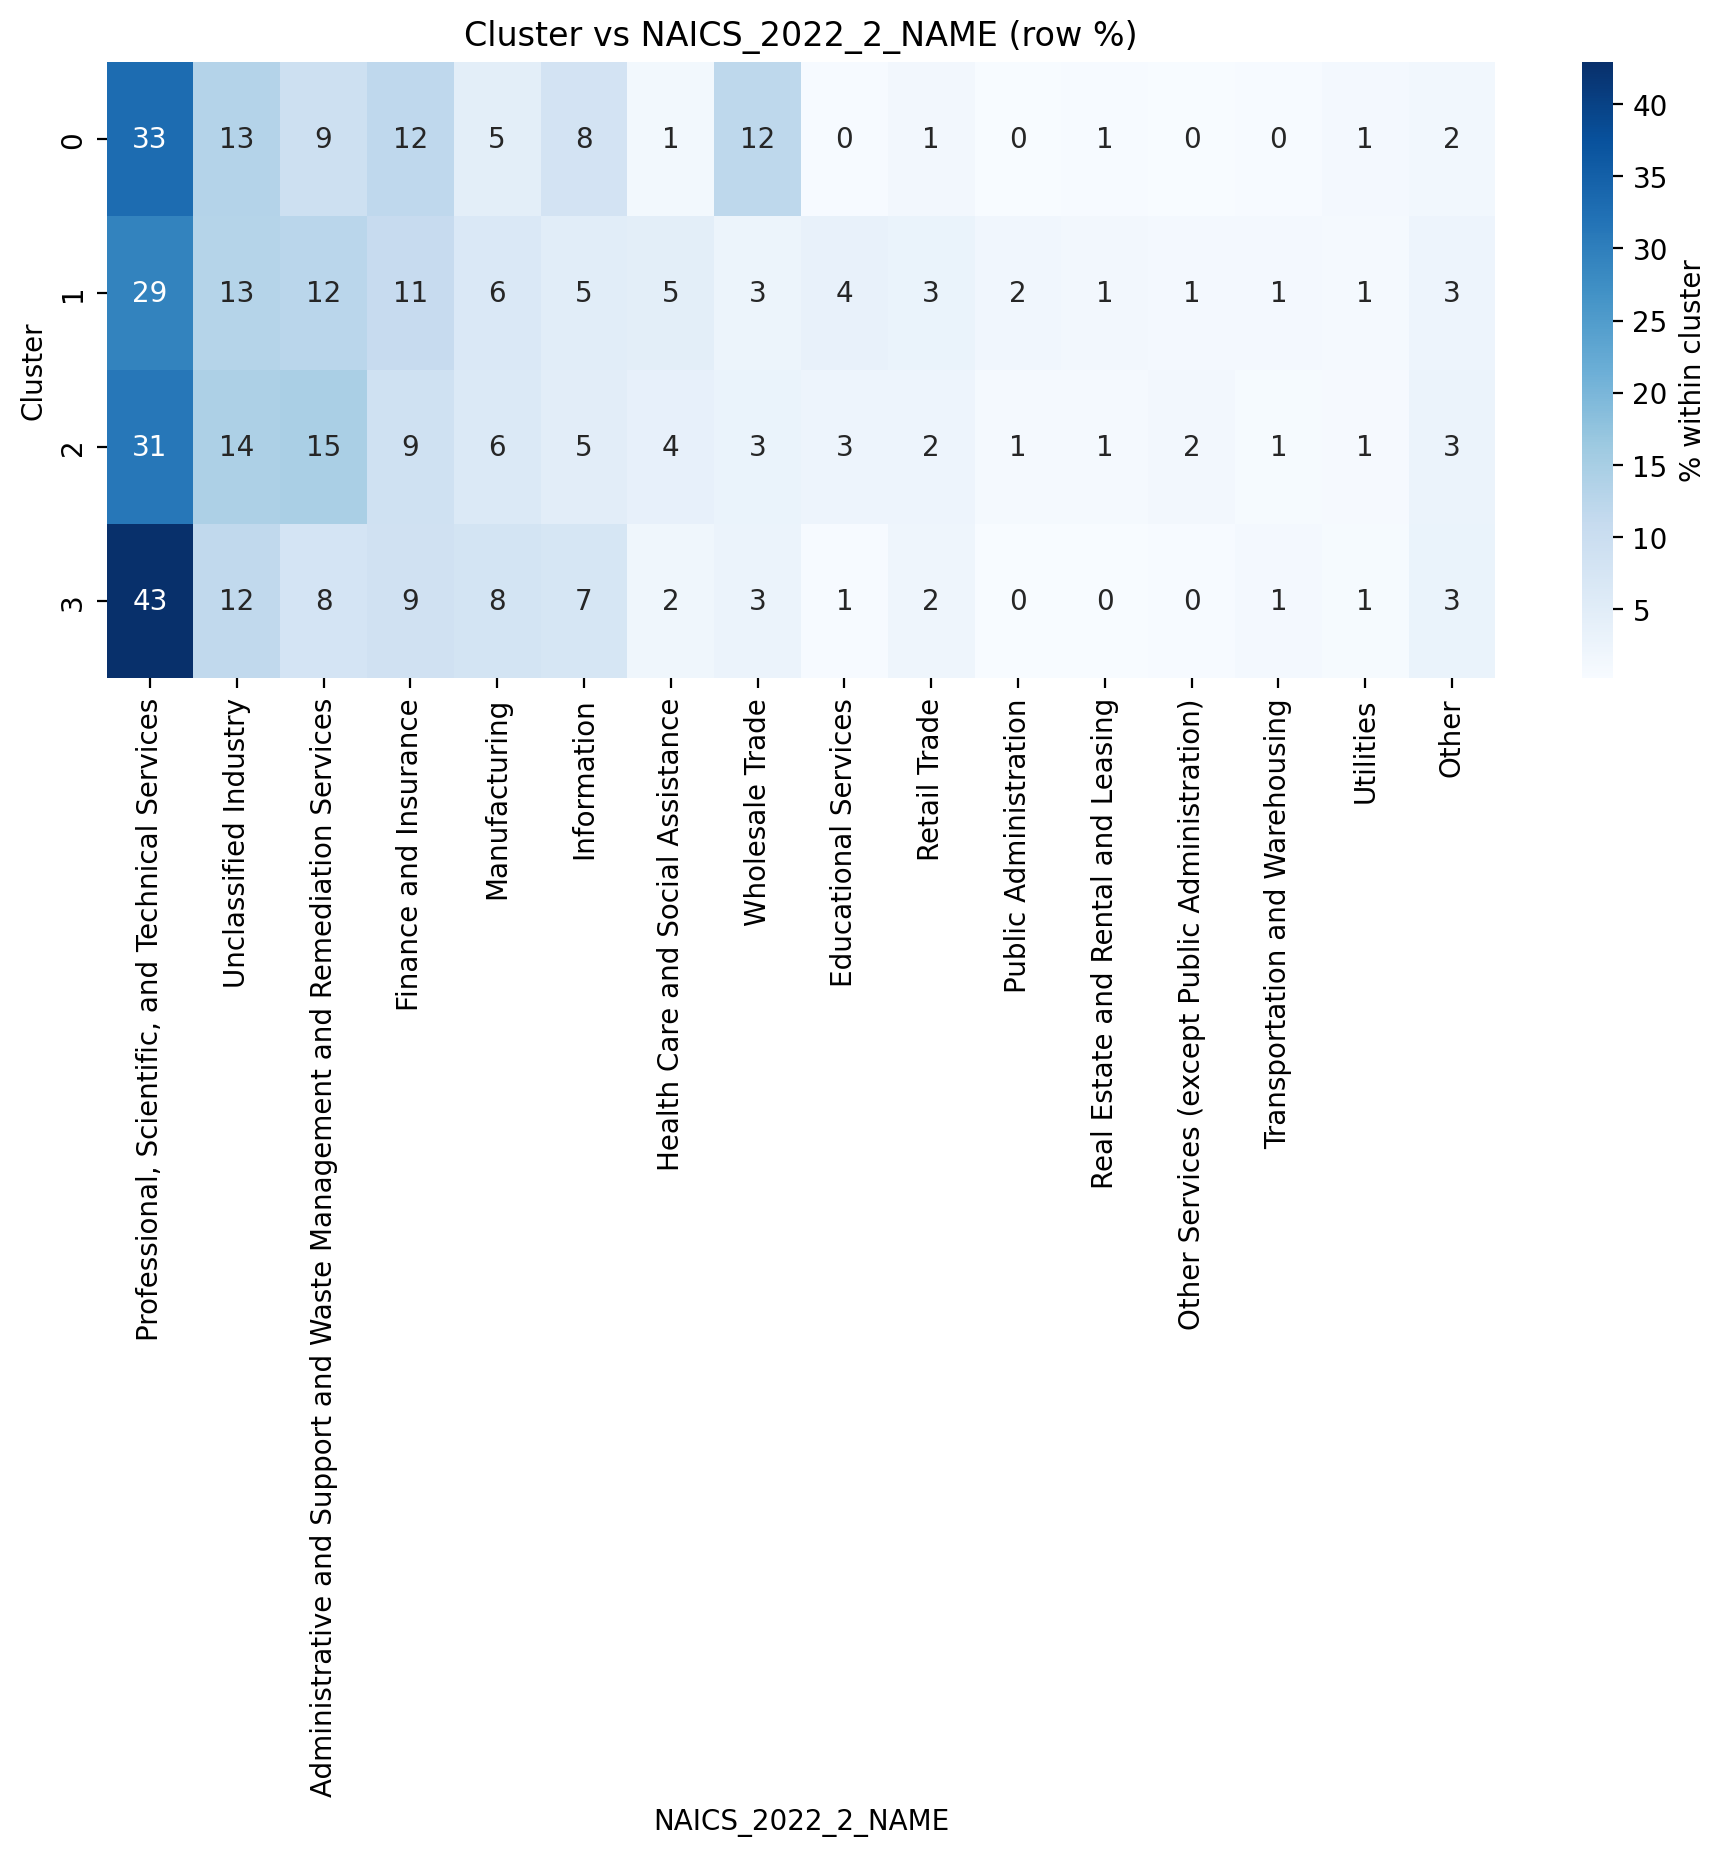 Cluster vs NAICS_2022_2_NAME (row %)
Cluster
0
33 13 9 12 5 8 1 12 0 1 0 1 0 0 1 2
1
29 13 12 11 6 5 5 3 4 3 2 1 1 1 1 3
2
31 14 15 9 6 5 4 3 3 2 1 1 2 1 1 3
3
43 12 8 9 8 7 2 3 1 2 0 0 0 1 1 3
Professional, Scientific, and Technical Services
Unclassified Industry
Administrative and Support and Waste Management and Remediation Services
Finance and Insurance
Manufacturing
Information
Health Care and Social Assistance
Wholesale Trade
Educational Services
Retail Trade
Public Administration
Real Estate and Rental and Leasing
Other Services (except Public Administration)
Transportation and Warehousing
Utilities
Other
NAICS_2022_2_NAME
40
35
30
25
20
15
10
5
% within cluster